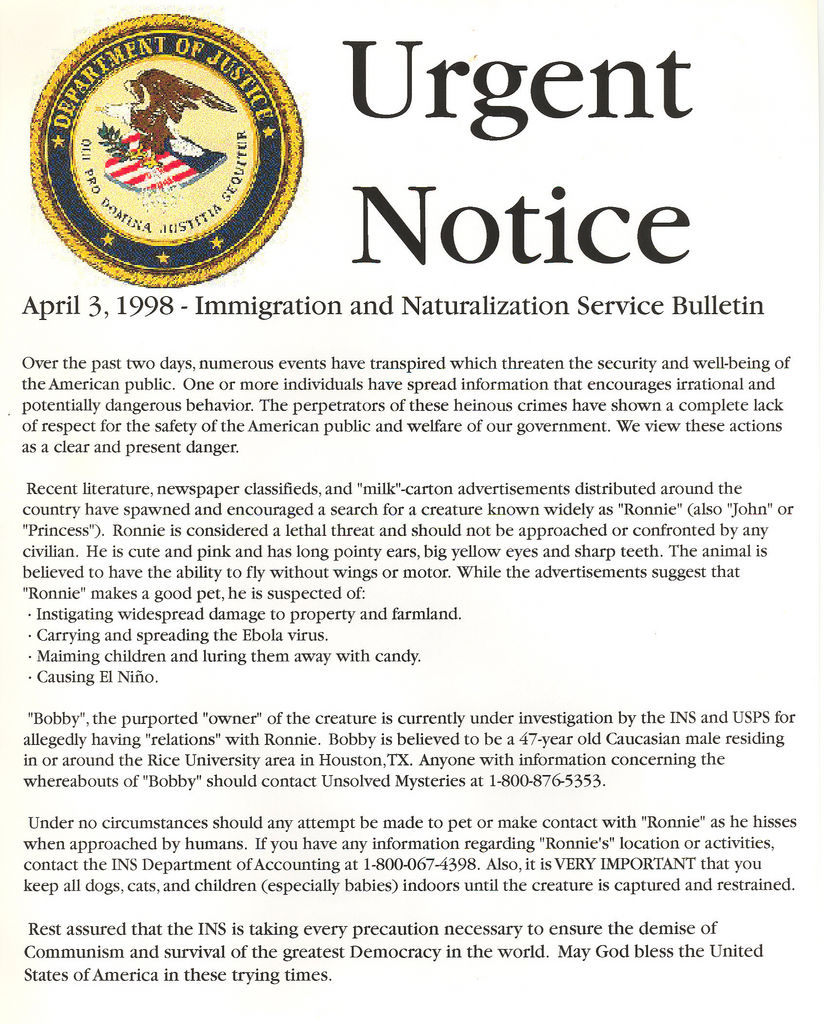 DEPARTMENT OF JUSTICE
QUI PRO DOMINA JUSTITIA SEQUITUR
Urgent
Notice
April 3, 1998 - Immigration and Naturalization Service Bulletin
Over the past two days, numerous events have transpired which threaten the security and well-being of
the American public. One or more individuals have spread information that encourages irrational and
potentially dangerous behavior. The perpetrators of these heinous crimes have shown a complete lack
of respect for the safety of the American public and welfare of our government. We view these actions
as a clear and present danger.
Recent literature, newspaper classifieds, and "milk"-carton advertisements distributed around the
country have spawned and encouraged a search for a creature known widely as "Ronnie" (also "John" or
"Princess"). Ronnie is considered a lethal threat and should not be approached or confronted by any
civilian. He is cute and pink and has long pointy ears, big yellow eyes and sharp teeth. The animal is
believed to have the ability to fly without wings or motor. While the advertisements suggest that
"Ronnie" makes a good pet, he is suspected of:
· Instigating widespread damage to property and farmland.
· Carrying and spreading the Ebola virus.
· Maiming children and luring them away with candy.
· Causing El Niño.
"Bobby", the purported "owner" of the creature is currently under investigation by the INS and USPS for
allegedly having "relations" with Ronnie. Bobby is believed to be a 47-year old Caucasian male residing
in or around the Rice University area in Houston, TX. Anyone with information concerning the
whereabouts of "Bobby" should contact Unsolved Mysteries at 1-800-876-5353.
Under no circumstances should any attempt be made to pet or make contact with "Ronnie" as he hisses
when approached by humans. If you have any information regarding "Ronnie's" location or activities,
contact the INS Department of Accounting at 1-800-067-4398. Also, it is VERY IMPORTANT that you
keep all dogs, cats, and children (especially babies) indoors until the creature is captured and restrained.
Rest assured that the INS is taking every precaution necessary to ensure the demise of
Communism and survival of the greatest Democracy in the world. May God bless the United
States of America in these trying times.